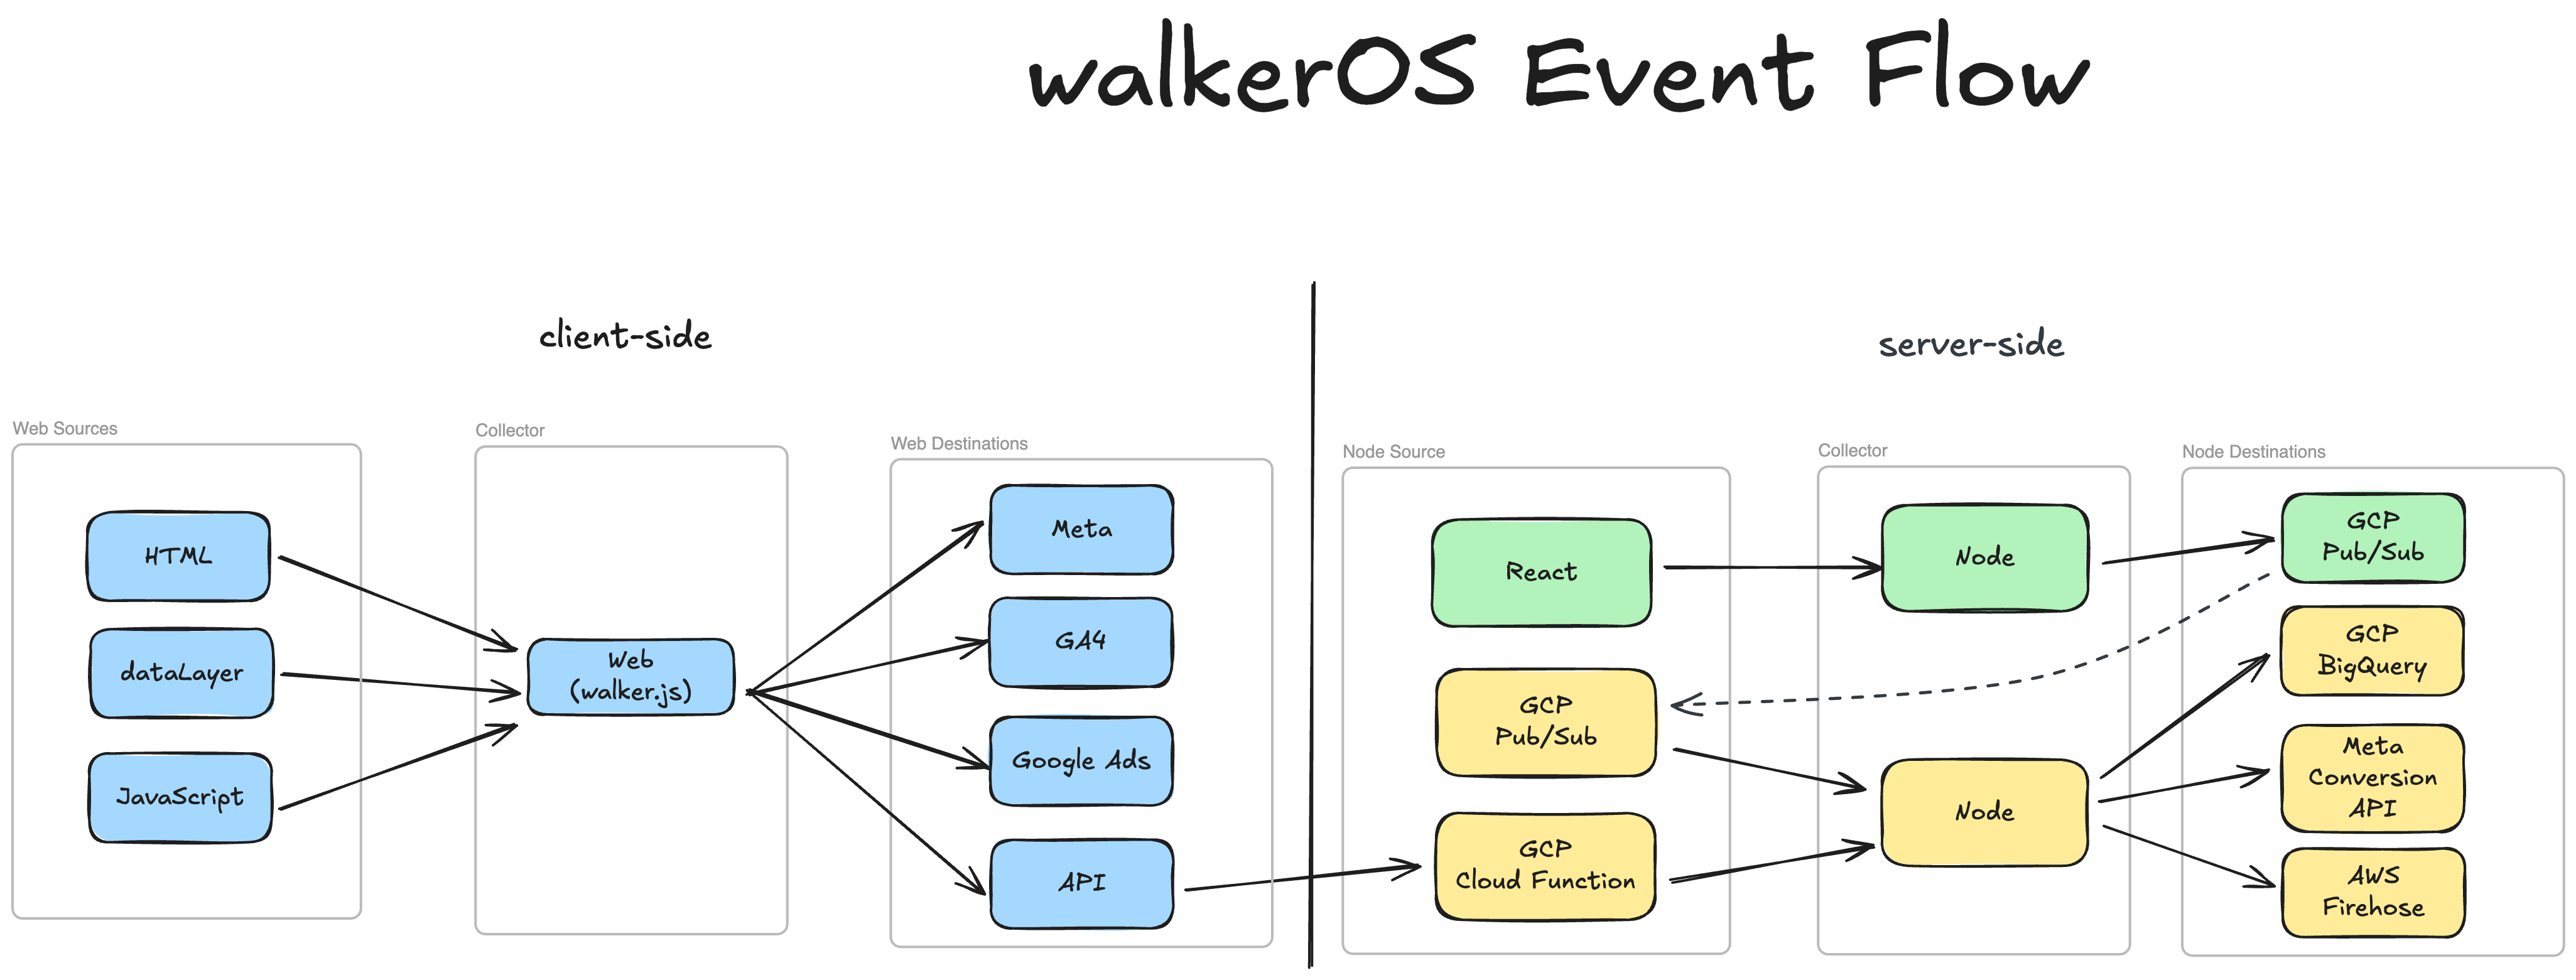 walkerOS Event Flow
client-side
Web Sources
HTML
dataLayer
JavaScript
Collector
Web
(walker.js)
Web Destinations
Meta
GA4
Google Ads
API
server-side
Node Source
React
GCP
Pub/Sub
GCP
Cloud Function
Collector
Node
Node
Node Destinations
GCP
Pub/Sub
GCP
BigQuery
Meta
Conversion
API
AWS
Firehose